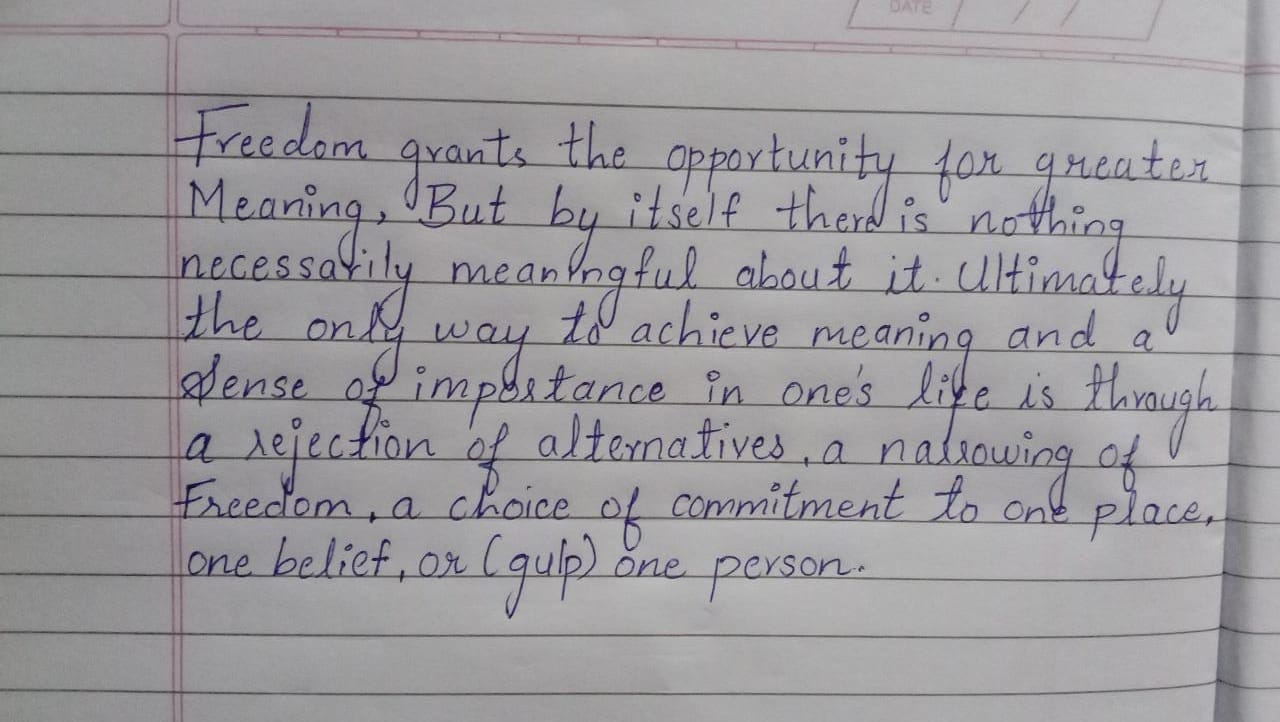 DATE / / /
Freedom grants the opportunity for greater
Meaning, But by itself there is nothing
necessarily meaningful about it. Ultimately
the only way to achieve meaning and a
sense of importance in one's life is through
a rejection of alternatives, a narrowing of
Freedom, a choice of commitment to one place,
one belief, or (gulp) one person.